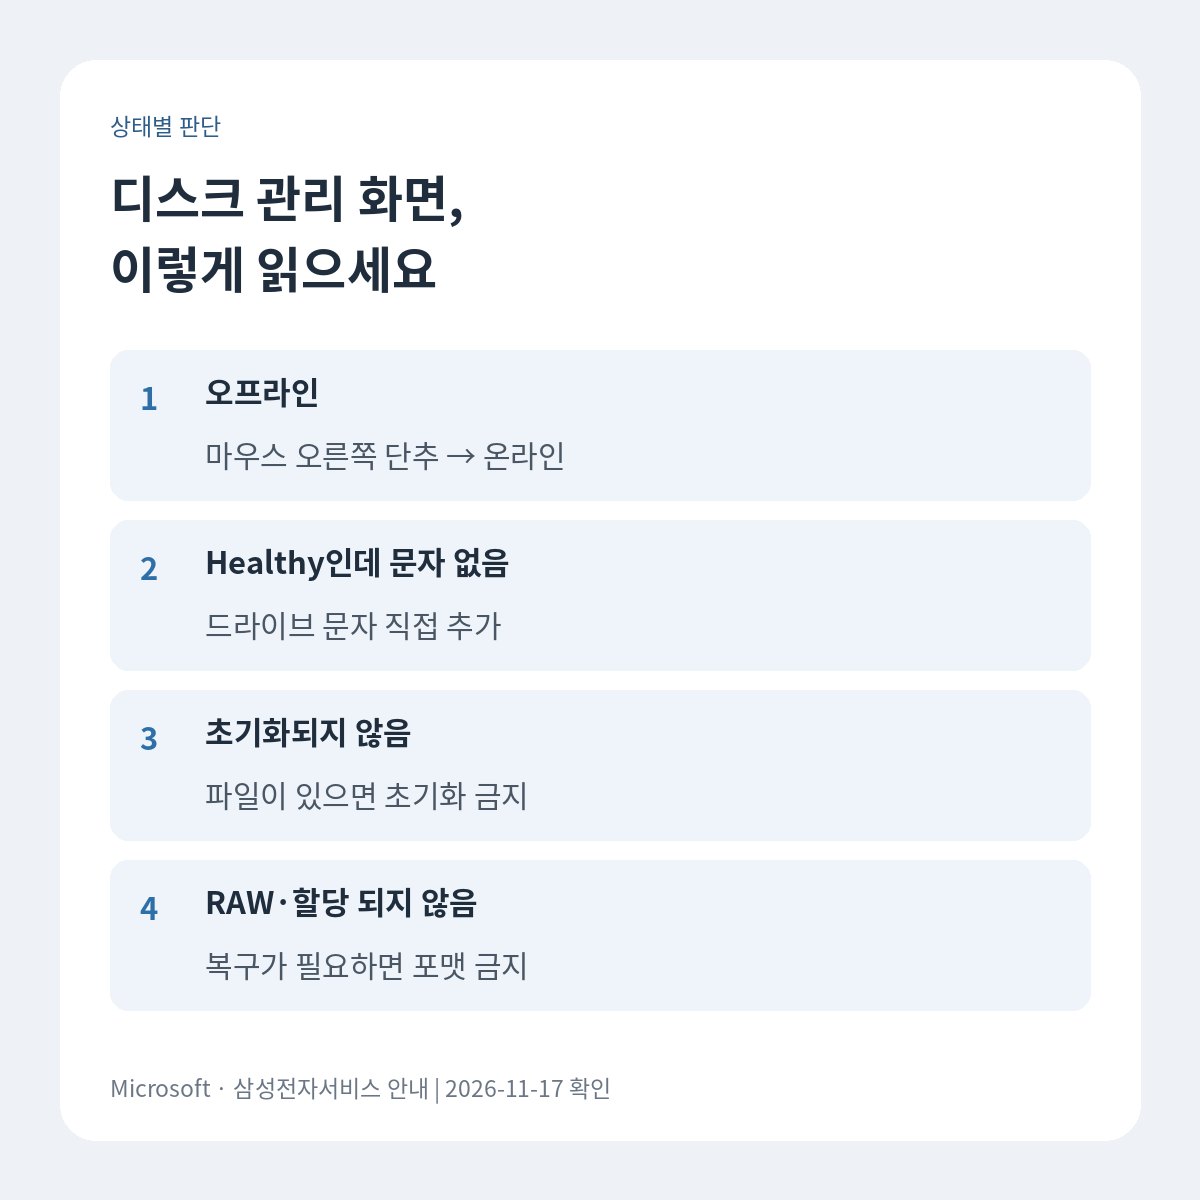 상태별 판단
디스크 관리 화면,
이렇게 읽으세요
1 오프라인
마우스 오른쪽 단추 → 온라인
2 Healthy인데 문자 없음
드라이브 문자 직접 추가
3 초기화되지 않음
파일이 있으면 초기화 금지
4 RAW·할당 되지 않음
복구가 필요하면 포맷 금지
Microsoft · 삼성전자서비스 안내 | 2026-11-17 확인